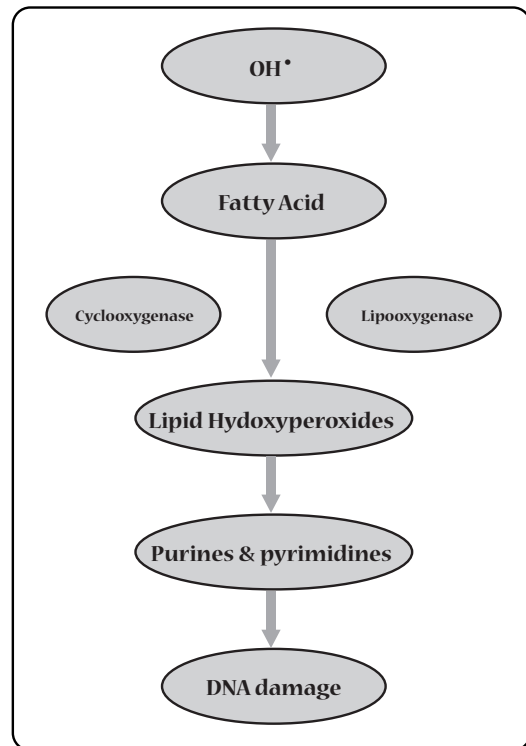 OH•
Fatty Acid
Cyclooxygenase
Lipooxygenase
Lipid Hydoxyperoxides
Purines & pyrimidines
DNA damage